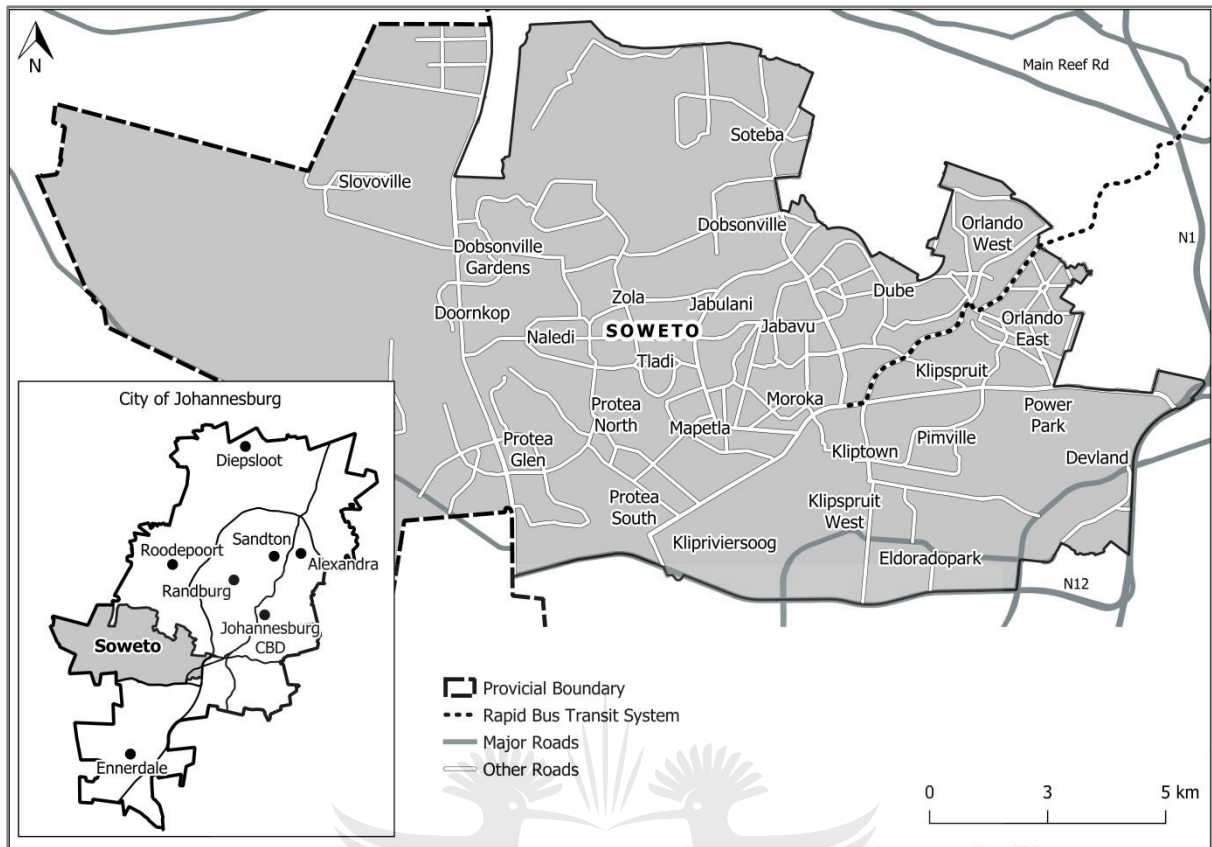 N
Main Reef Rd
Soteba
Slovoville
Dobsonville
Orlando
West
N1
Dobsonville
Gardens
Zola
Jabulani
Dube
Doornkop
Orlando
East
Naledi
SOWETO
Jabavu
Tladi
Klipspruit
Protea
North
Moroka
Power
Park
Mapetla
Protea
Glen
Kliptown
Pimville
Devland
Protea
South
Klipspruit
West
Klipriviersoog
Eldoradopark
N12
City of Johannesburg
Diepsloot
Roodepoort
Sandton
Alexandra
Randburg
Johannesburg
CBD
Soweto
Ennerdale
Provicial Boundary
Rapid Bus Transit System
Major Roads
Other Roads
0 3 5 km